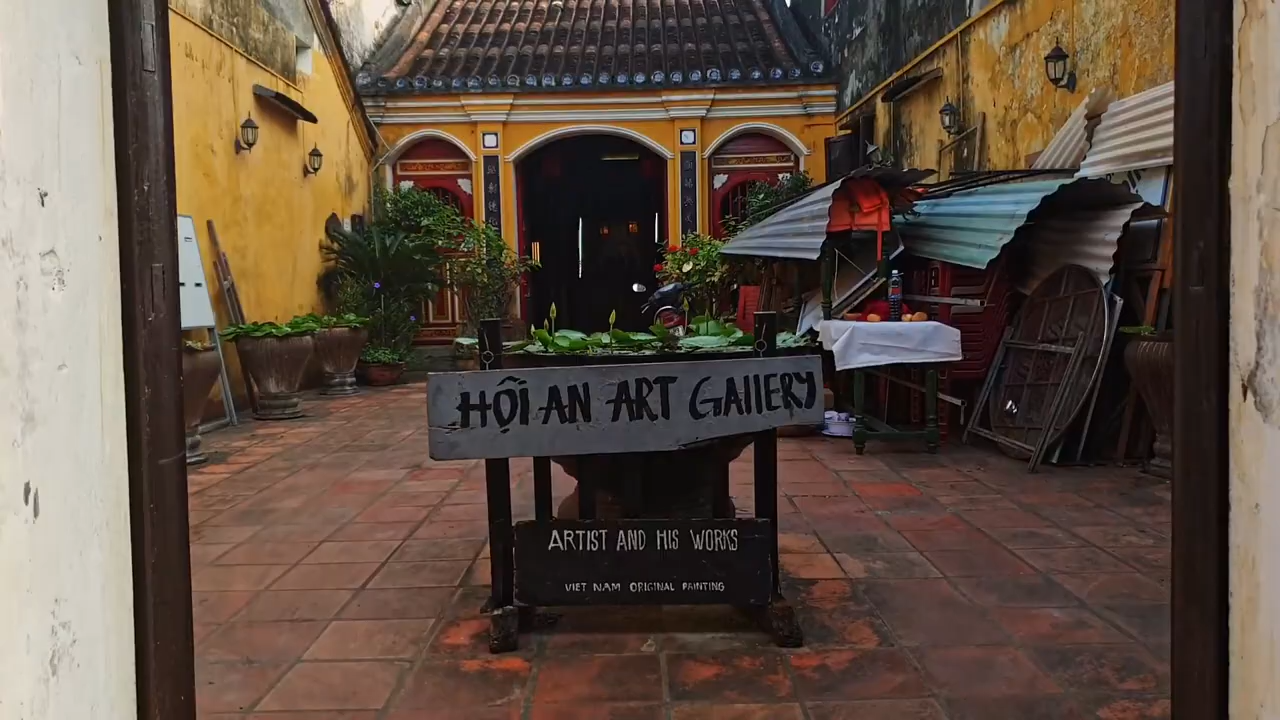 HỘI AN ART GAllERY
ARTIST AND HIS WORKS
VIET NAM ORIGINAL PAINTING